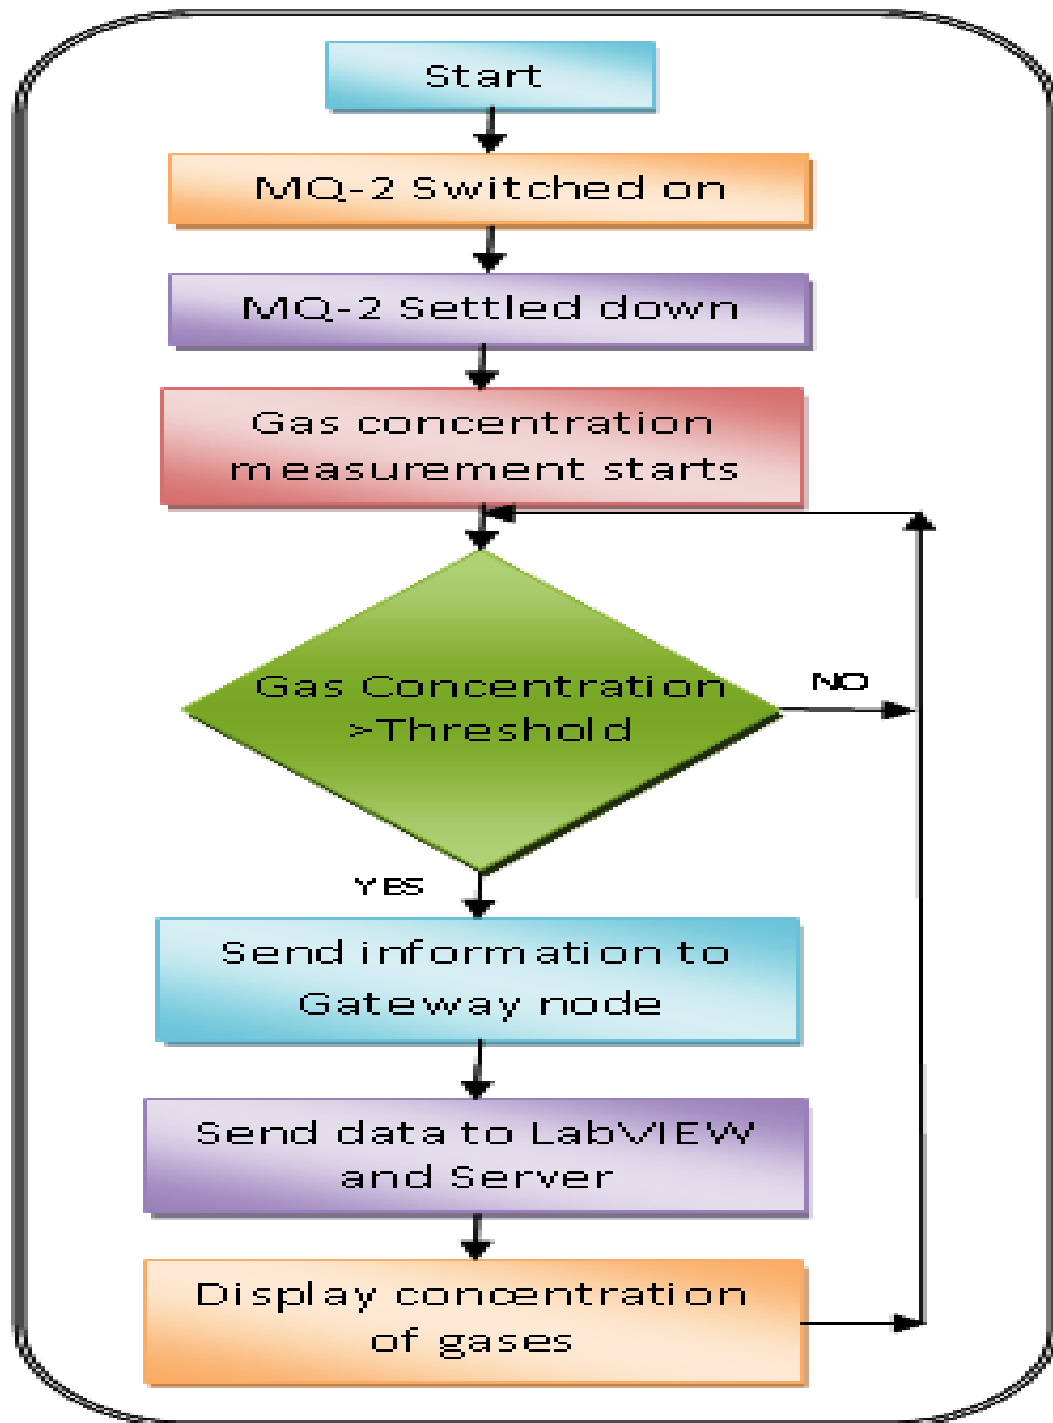 Start
MQ-2 Switched on
MQ-2 Settled down
Gas concentration
measurement starts
Gas Concentration
>Threshold
NO
YES
Send information to
Gateway node
Send data to LabVIEW
and Server
Display concentration
of gases